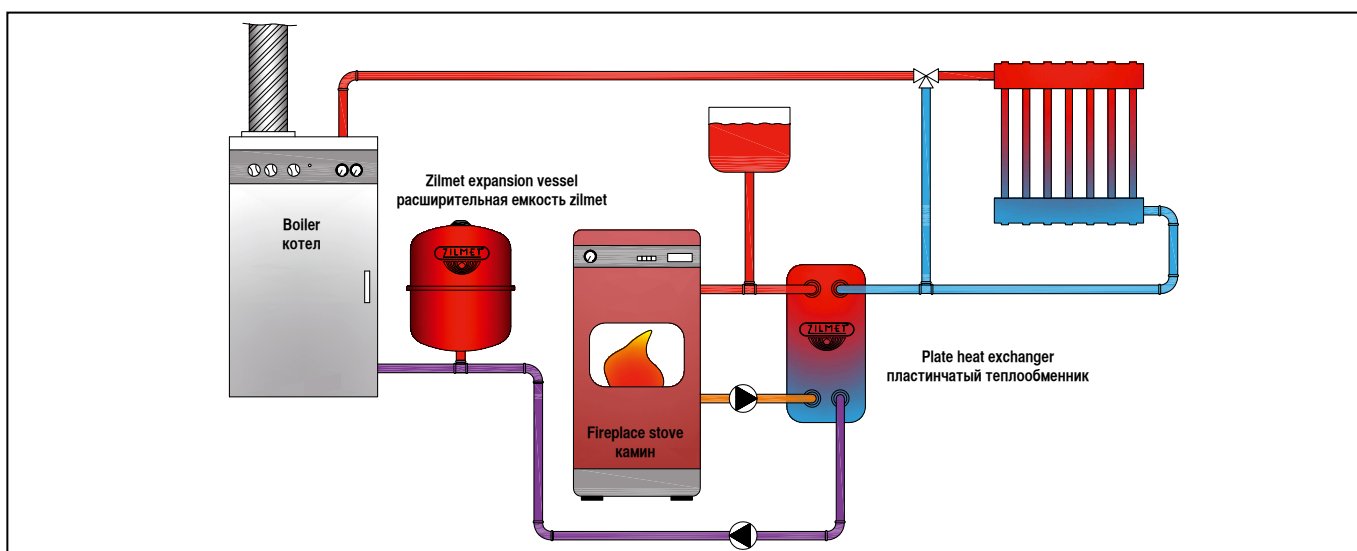 Zilmet expansion vessel
расширительная емкость zilmet
Boiler
котел
ZILMET
Fireplace stove
камин
ZILMET
Plate heat exchanger
пластинчатый теплообменник